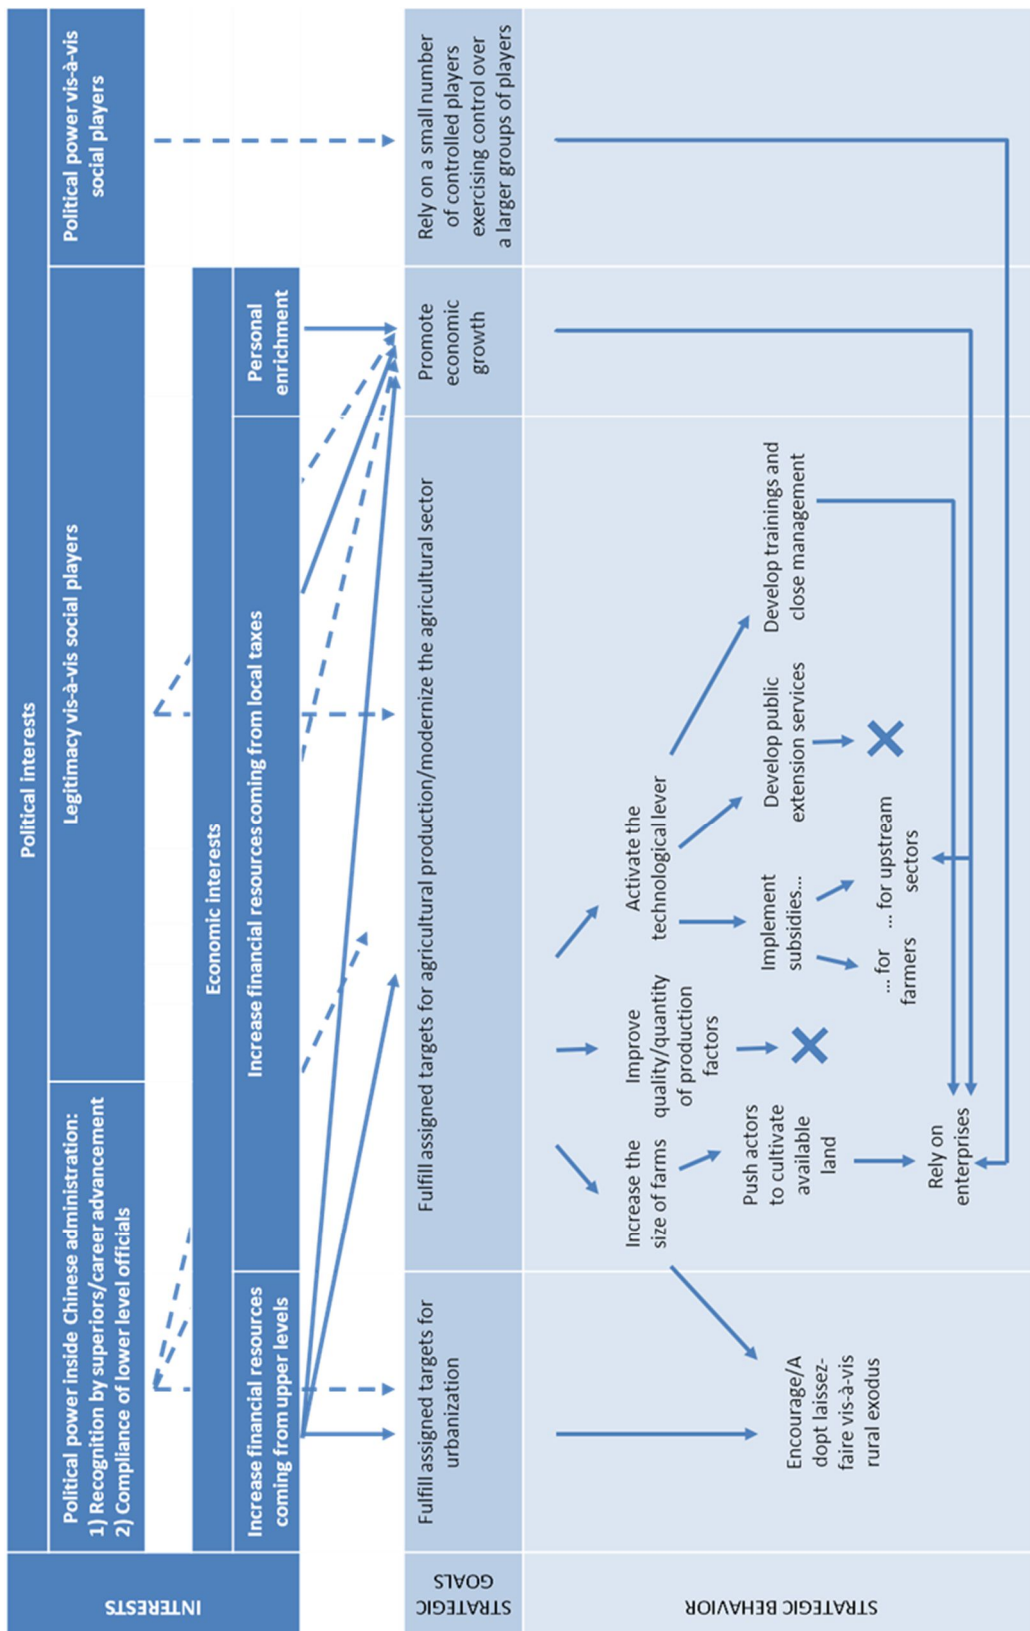 INTERESTS
Political interests
Political power inside Chinese administration:
1) Recognition by superiors/career advancement
2) Compliance of lower level officials
Legitimacy vis-à-vis social players
Political power vis-à-vis
social players
Economic interests
Increase financial resources
coming from upper levels
Increase financial resources coming from local taxes
Personal
enrichment
STRATEGIC
GOALS
Fulfill assigned targets for
urbanization
Fulfill assigned targets for agricultural production/modernize the agricultural sector
Promote
economic
growth
Rely on a small number
of controlled players
exercising control over
a larger groups of players
STRATEGIC BEHAVIOR
Increase the
size of farms
Improve
quality/quantity
of production
factors
Activate the
technological lever
Encourage/A
dopt laissez-
faire vis-à-vis
rural exodus
Push actors
to cultivate
available
land
Implement
subsidies...
Develop public
extension services
Develop trainings and
close management
... for
farmers
... for upstream
sectors
Rely on
enterprises